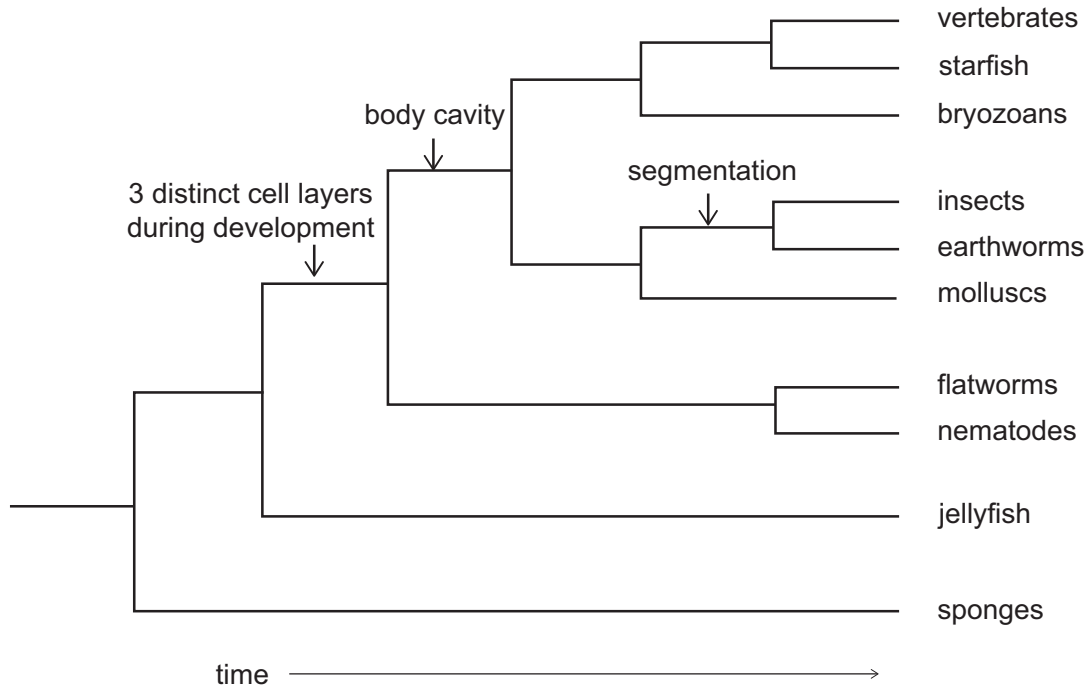 vertebrates
starfish
body cavity
bryozoans
segmentation
3 distinct cell layers
during development
insects
earthworms
molluscs
flatworms
nematodes
jellyfish
sponges
time